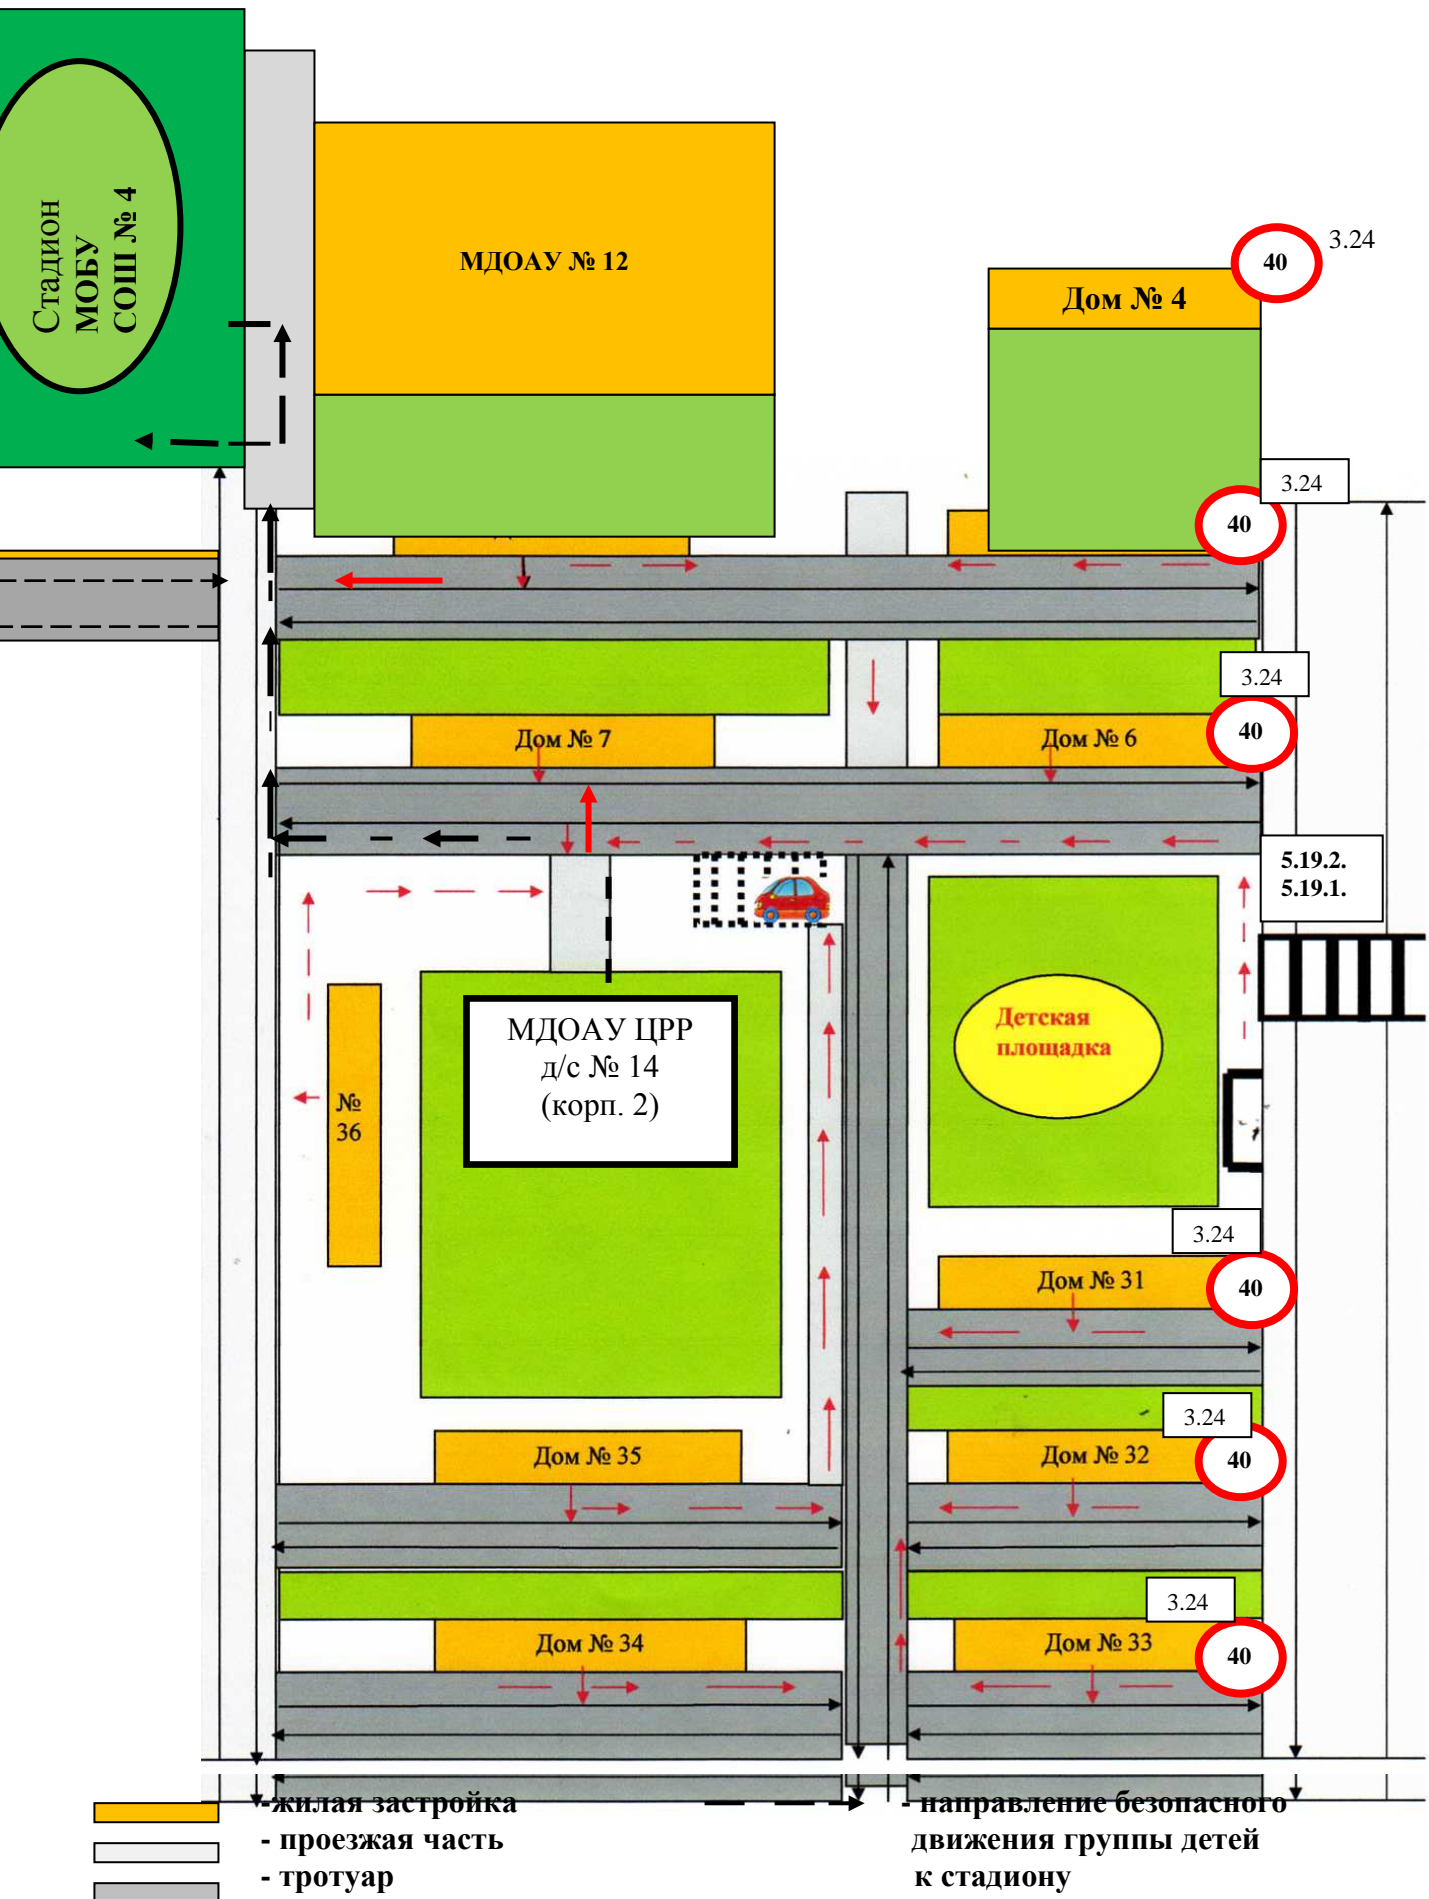 Стадион
МОБУ
СОШ № 4
МДОАУ № 12
Дом № 4
40
3.24
3.24
40
3.24
Дом № 7
Дом № 6
40
5.19.2.
5.19.1.
МДОАУ ЦРР
д/с № 14
(корп. 2)
Детская
площадка
№
36
3.24
Дом № 31
40
3.24
Дом № 35
Дом № 32
40
3.24
Дом № 34
Дом № 33
40
-жилая застройка
- проезжая часть
- тротуар
- направление безопасного
движения группы детей
к стадиону